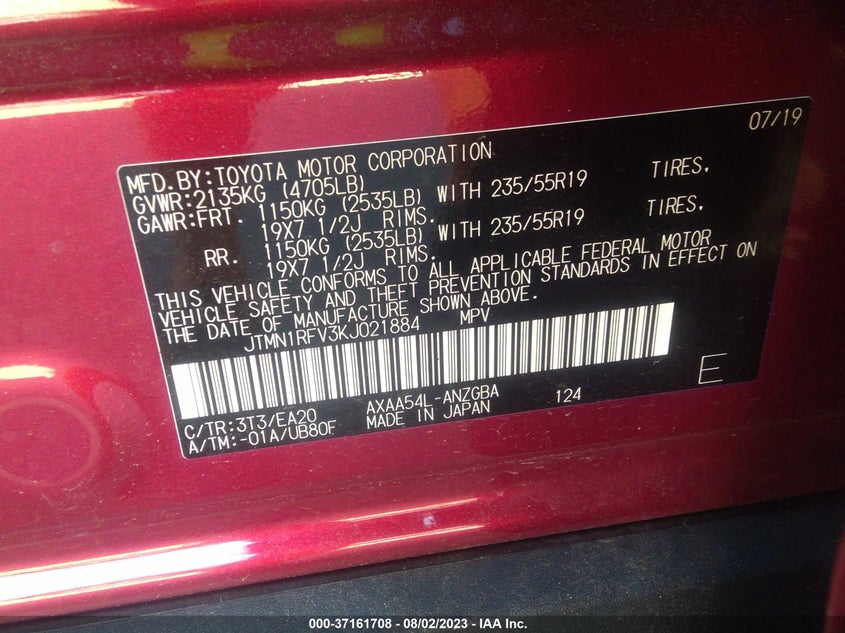 07/19
MFD.BY:TOYOTA MOTOR CORPORATION
GVWR:2135KG (4705LB)
GAWR:FRT. 1150KG (2535LB) WITH 235/55R19 TIRES,
19X7 1/2J RIMS.
RR. 1150KG (2535LB) WITH 235/55R19 TIRES,
19X7 1/2J RIMS.
THIS VEHICLE CONFORMS TO ALL APPLICABLE FEDERAL MOTOR
VEHICLE SAFETY AND THEFT PREVENTION STANDARDS IN EFFECT ON
THE DATE OF MANUFACTURE SHOWN ABOVE.
JTMN1RFV3KJ021884 MPV
E
C/TR:3T3/EA20 AXAA54L-ANZGBA 124
A/TM:-01A/UB80F MADE IN JAPAN
000-37161708 - 08/02/2023 - IAA Inc.